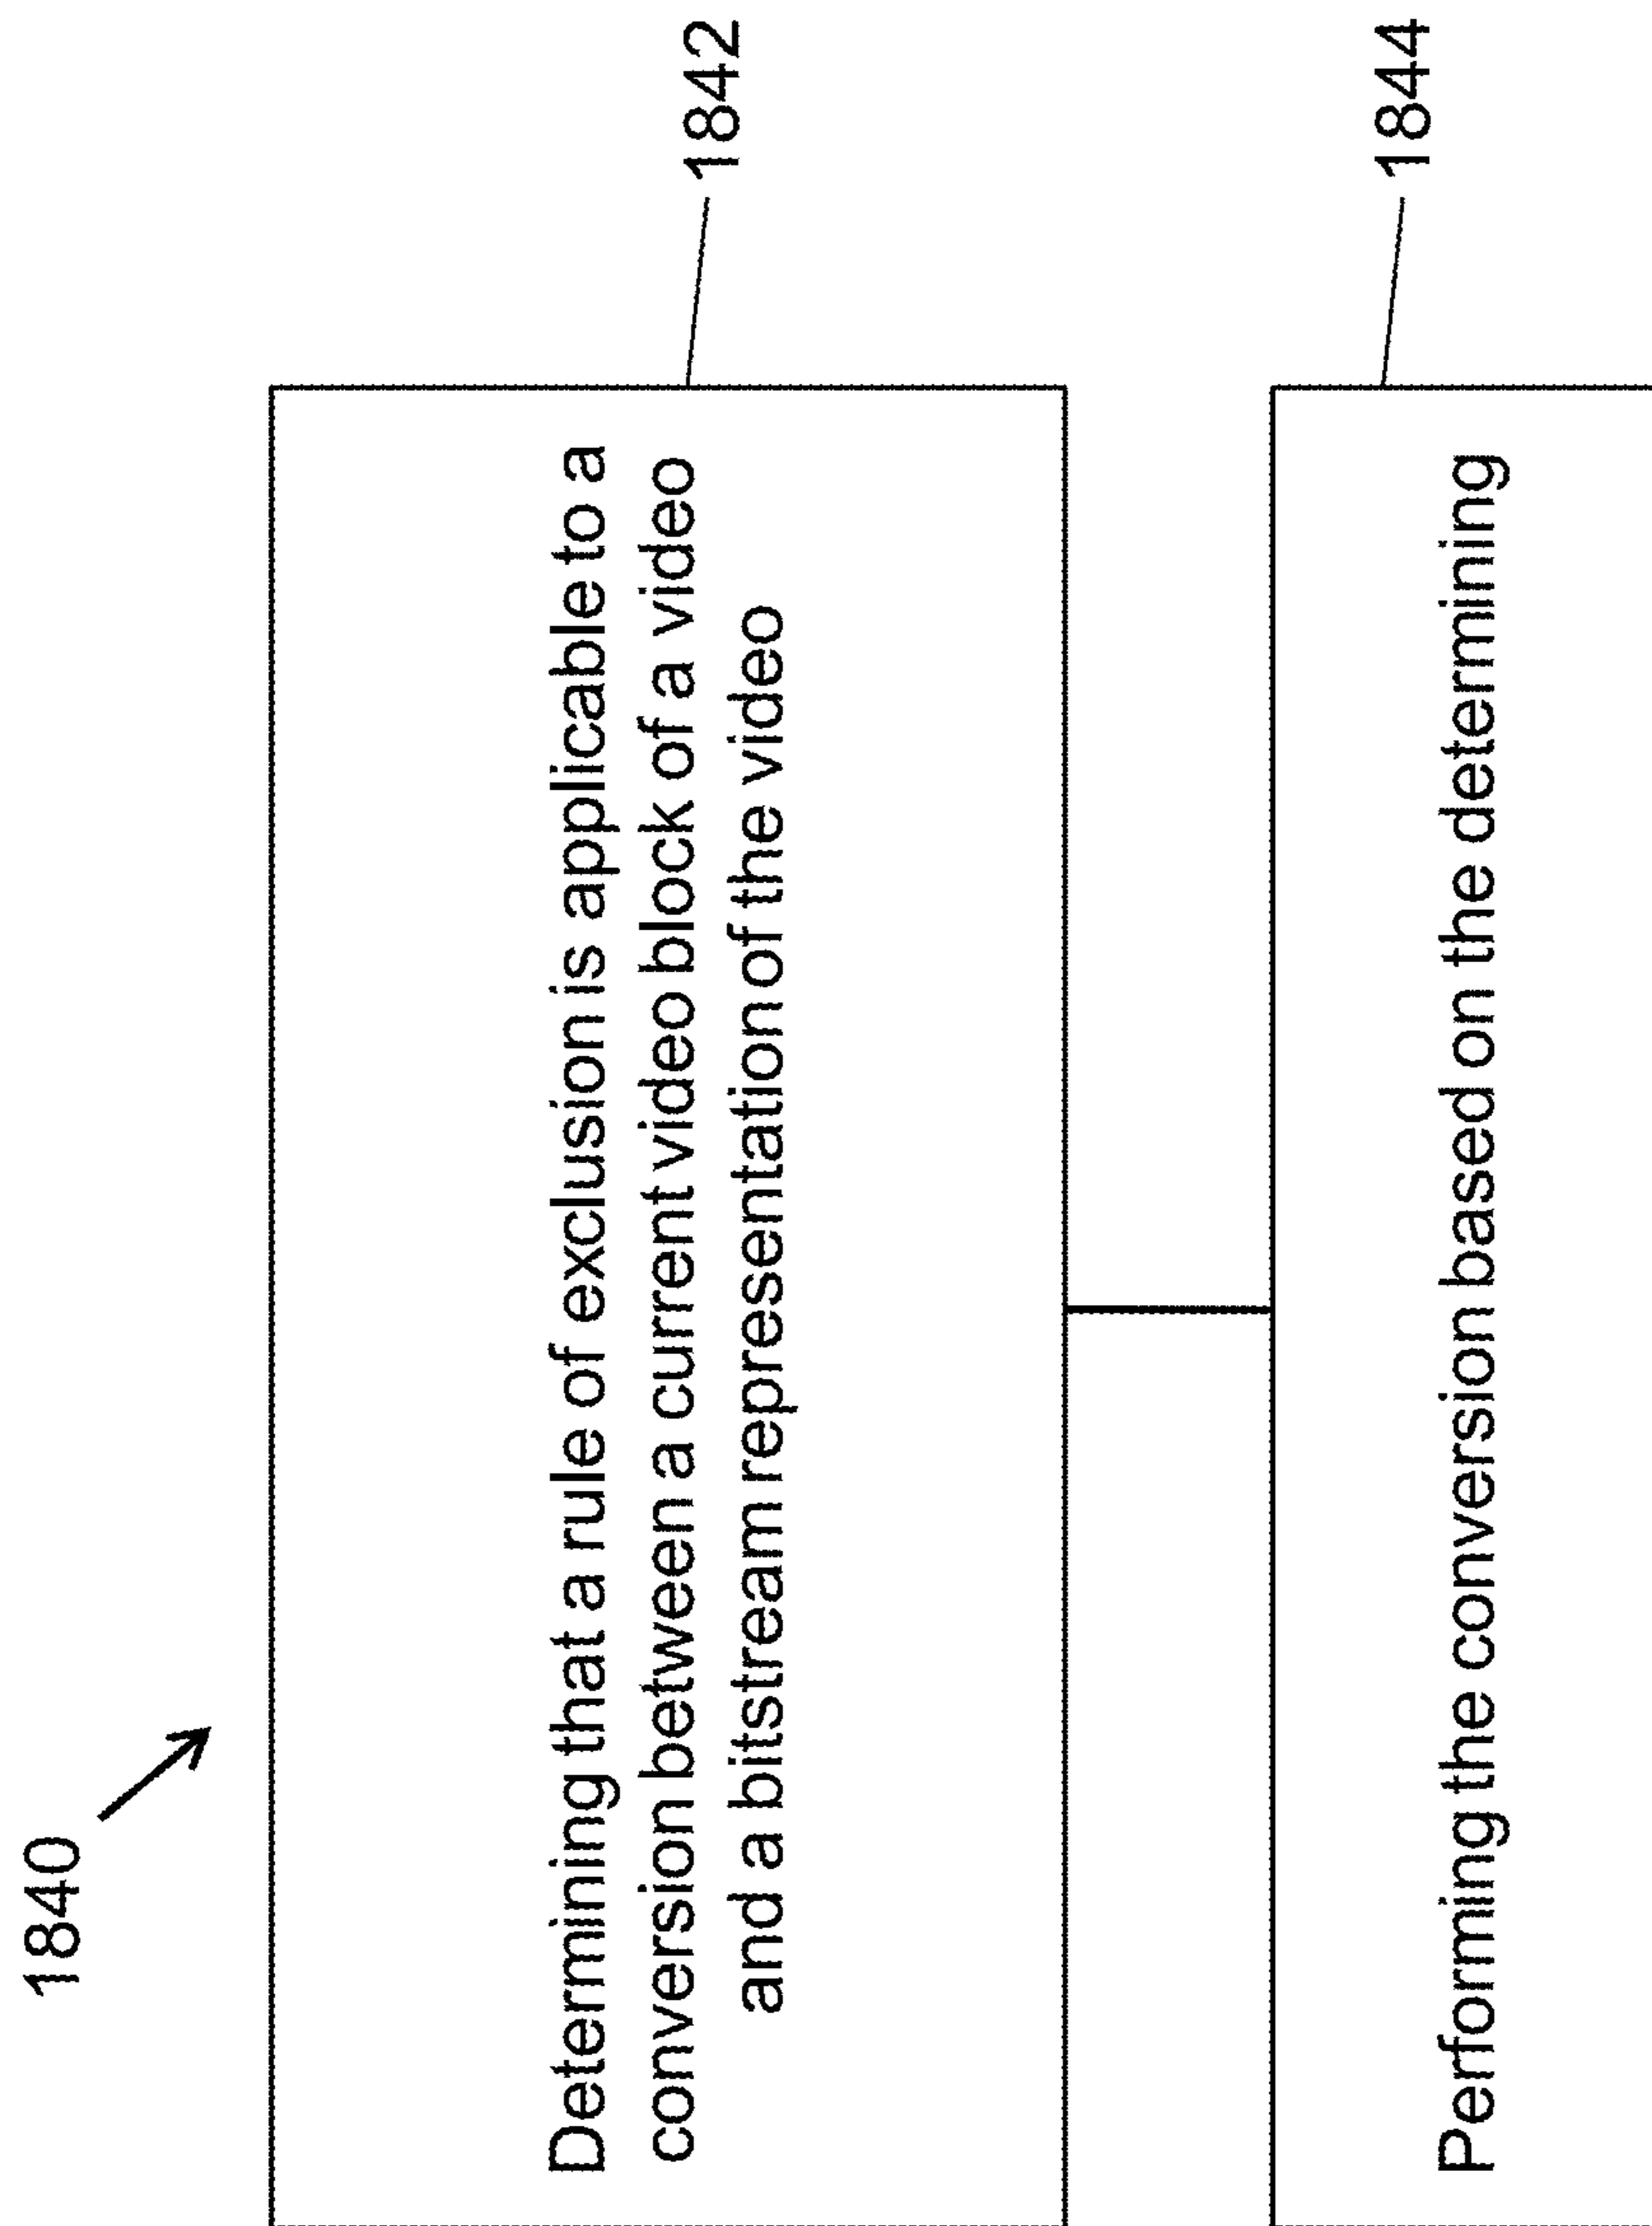 1840
Determining that a rule of exclusion is applicable to a
conversion between a current video block of a video
and a bitstream representation of the video
1842
Performing the conversion based on the determining
1844